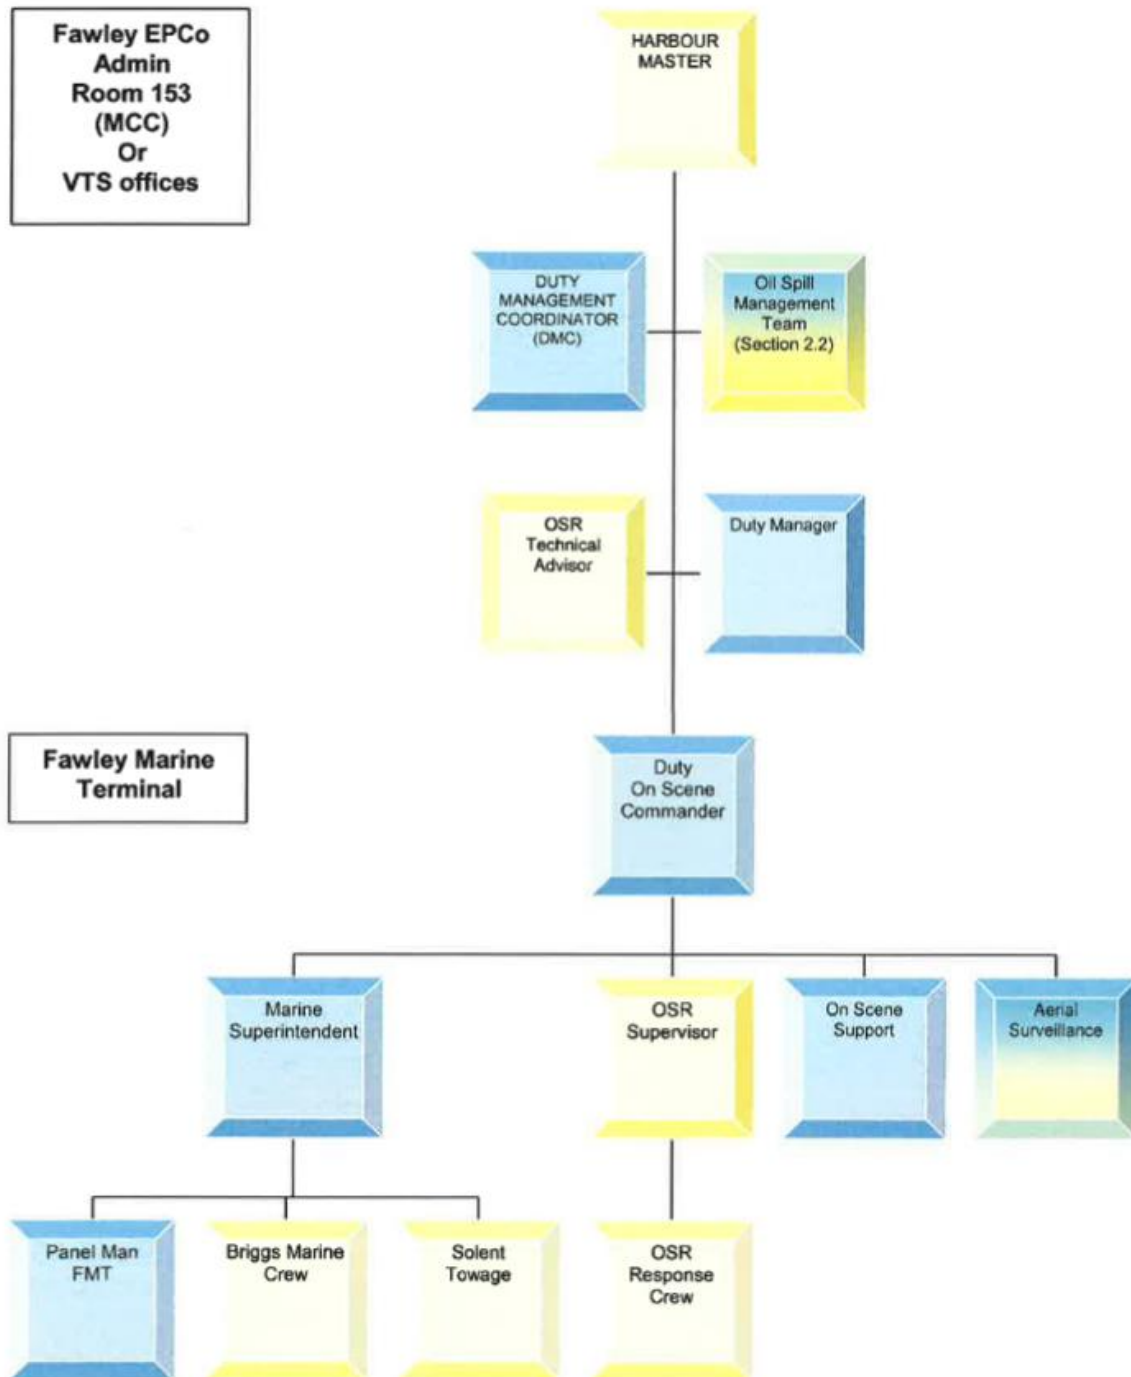 Fawley EPCo
Admin
Room 153
(MCC)
Or
VTS offices
HARBOUR
MASTER
DUTY
MANAGEMENT
COORDINATOR
(DMC)
Oil Spill
Management
Team
(Section 2.2)
OSR
Technical
Advisor
Duty Manager
Fawley Marine
Terminal
Duty
On Scene
Commander
Marine
Superintendent
OSR
Supervisor
On Scene
Support
Aerial
Surveillance
Panel Man
FMT
Briggs Marine
Crew
Solent
Towage
OSR
Response
Crew